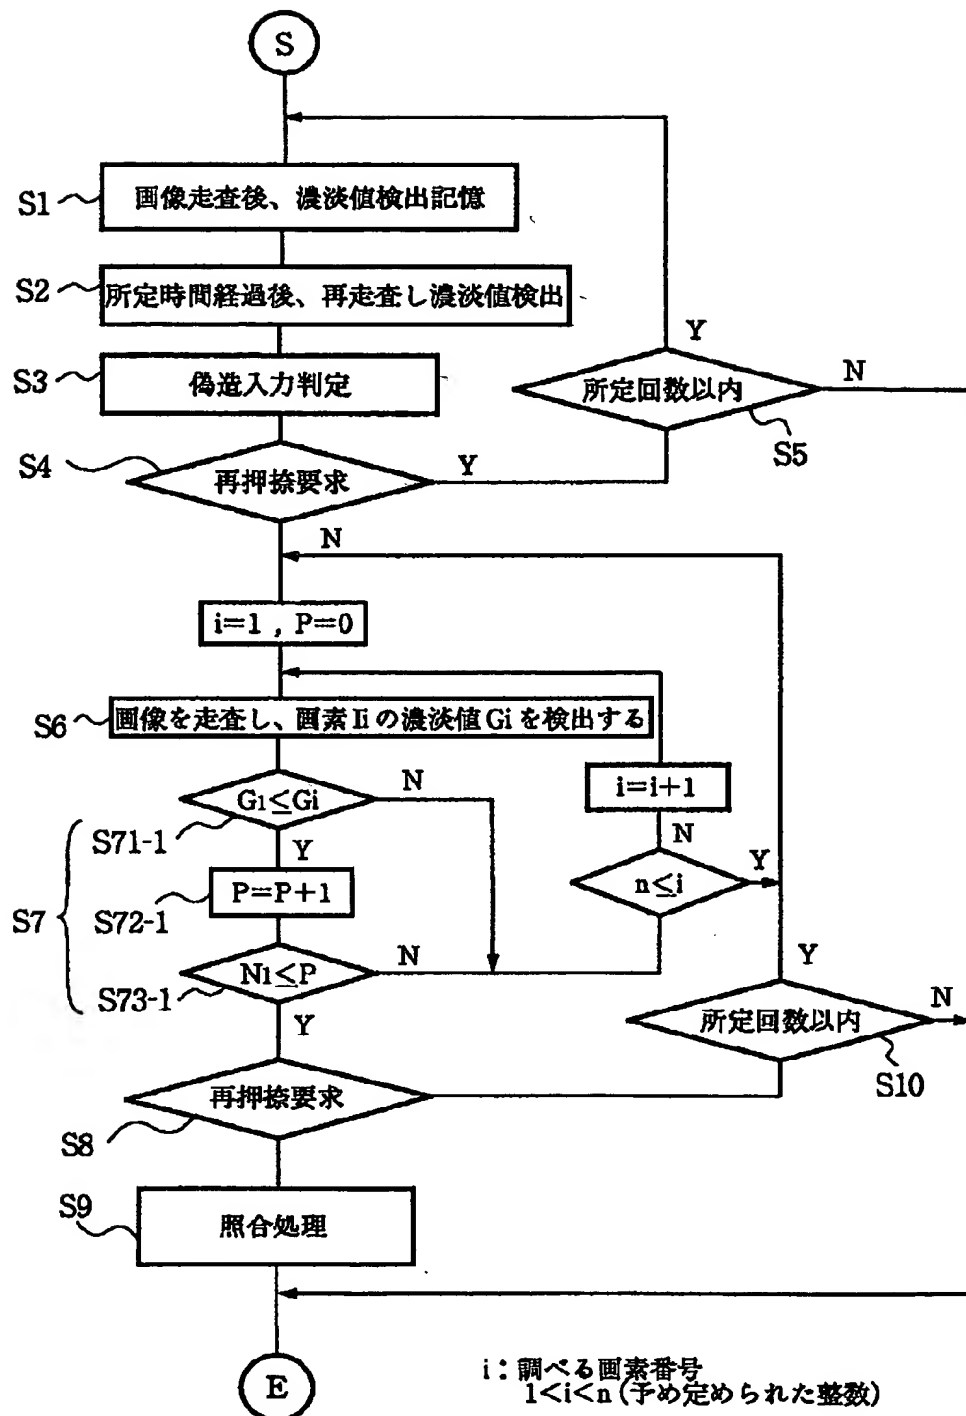 S
S1 画像走査後、濃淡値検出記憶
S2 所定時間経過後、再走査し濃淡値検出
Y
S3 偽造入力判定
所定回数以内
N
S5
S4 再押捺要求
Y
N
i=1 , P=0
S6 画像を走査し、画素Iiの濃淡値Giを検出する
G1≦Gi
N
i=i+1
S71-1
Y
N
n≦i
Y
S7
S72-1
P=P+1
N1≦P
N
Y
S73-1
Y
所定回数以内
N
S10
再押捺要求
S8
S9
照合処理
E
i：調べる画素番号
1<i<n(予め定められた整数)